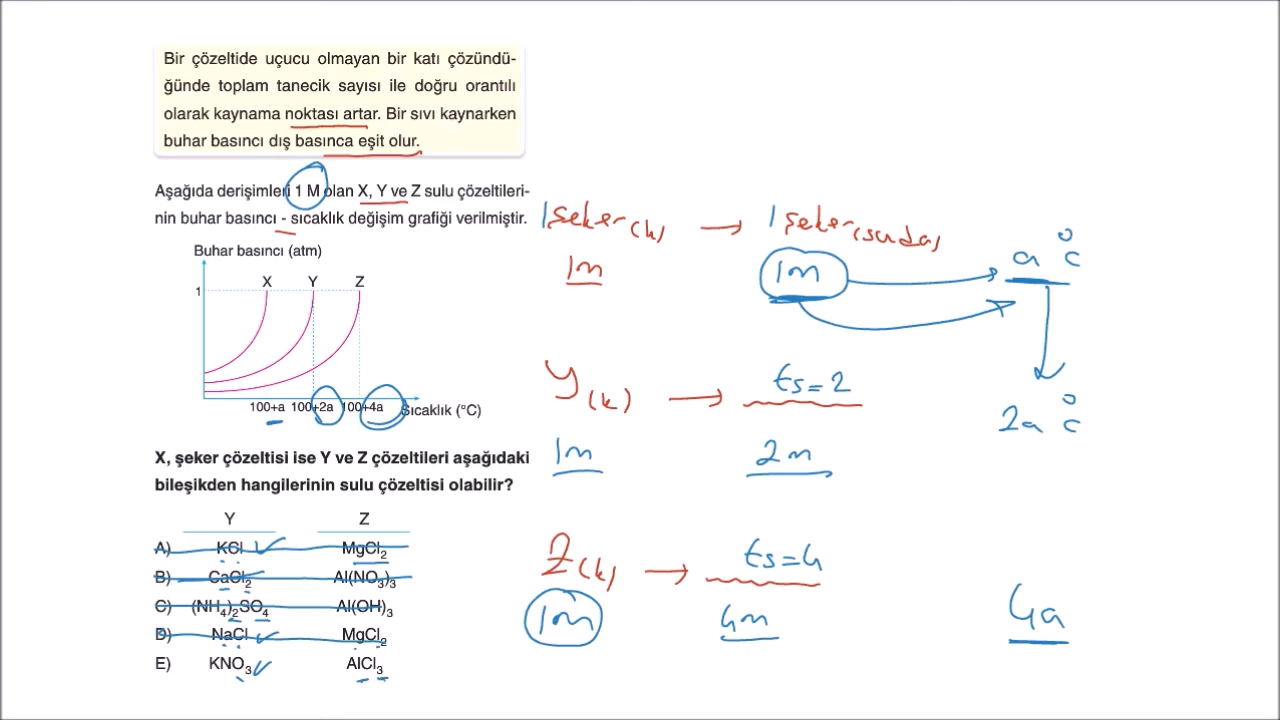 Bir çözeltide uçucu olmayan bir katı çözündü-
ğünde toplam tanecik sayısı ile doğru orantılı
olarak kaynama noktası artar. Bir sıvı kaynarken
buhar basıncı dış basınca eşit olur.
Aşağıda derişimleri 1 M olan X, Y ve Z sulu çözeltileri-
nin buhar basıncı - sıcaklık değişim grafiği verilmiştir.
Buhar basıncı (atm)
X Y Z
1
100+a 100+2a 100+4a Sıcaklık (°C)
X, şeker çözeltisi ise Y ve Z çözeltileri aşağıdaki
bileşikden hangilerinin sulu çözeltisi olabilir?
Y Z
A) KCl MgCl2
B) CaCl2 Al(NO3)3
C) (NH4)2SO4 Al(OH)3
D) NaCl MgCl2
E) KNO3 AlCl3
1 şeker(k) → 1 şeker(suda)
1m 1m a °C
Y(k) → ts=2
2a °C
1m 2m
Z(k) → ts=4
1m 4m 4a